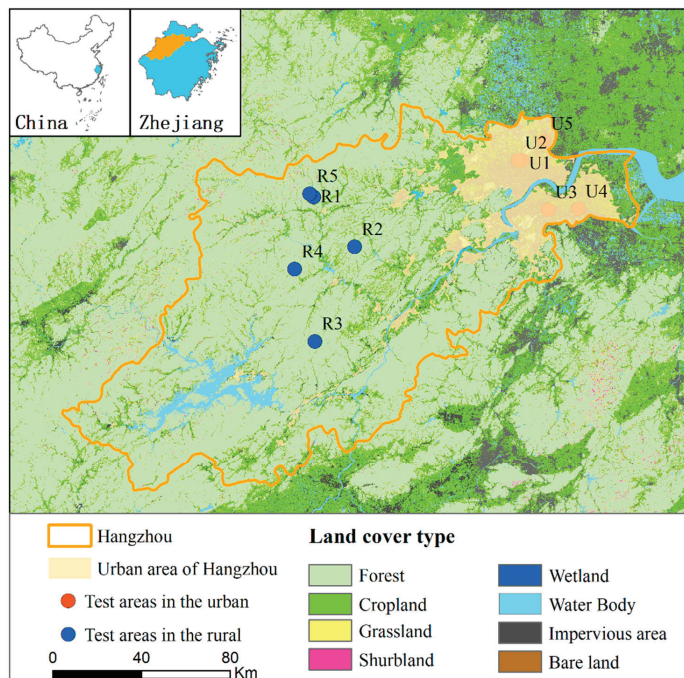 China
Zhejiang
U5
U2
U1
R5
R1
U3 U4
R2
R4
R3
Hangzhou
Urban area of Hangzhou
Test areas in the urban
Test areas in the rural
0 40 80
Km
Land cover type
Forest
Cropland
Grassland
Shurbland
Wetland
Water Body
Impervious area
Bare land